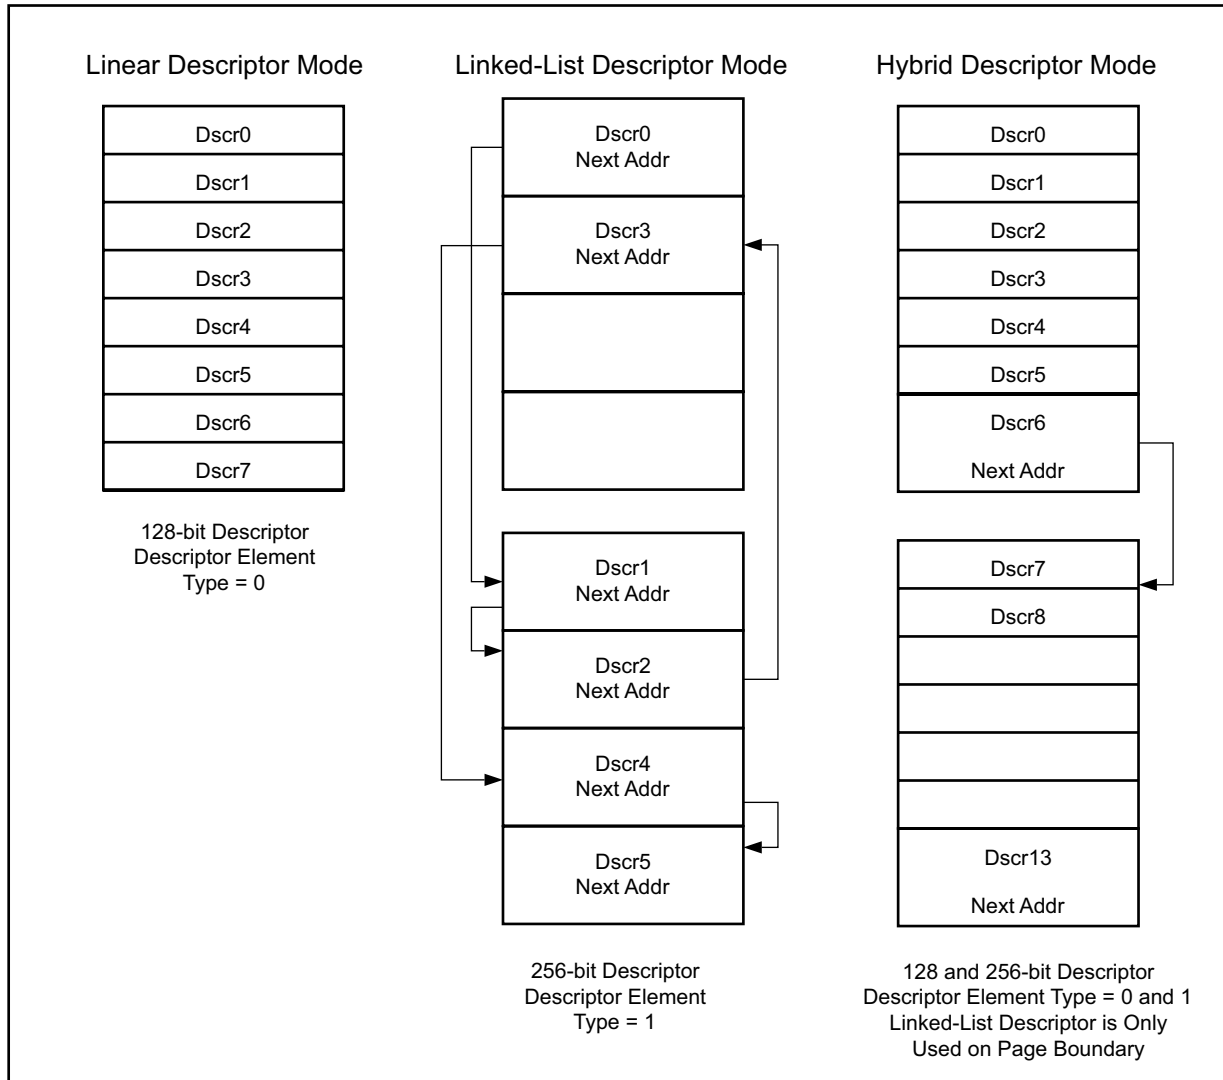 Linear Descriptor Mode
Dscr0
Dscr1
Dscr2
Dscr3
Dscr4
Dscr5
Dscr6
Dscr7
128-bit Descriptor
Descriptor Element
Type = 0
Linked-List Descriptor Mode
Dscr0
Next Addr
Dscr3
Next Addr
Dscr1
Next Addr
Dscr2
Next Addr
Dscr4
Next Addr
Dscr5
Next Addr
256-bit Descriptor
Descriptor Element
Type = 1
Hybrid Descriptor Mode
Dscr0
Dscr1
Dscr2
Dscr3
Dscr4
Dscr5
Dscr6
Next Addr
Dscr7
Dscr8
Dscr13
Next Addr
128 and 256-bit Descriptor
Descriptor Element Type = 0 and 1
Linked-List Descriptor is Only
Used on Page Boundary